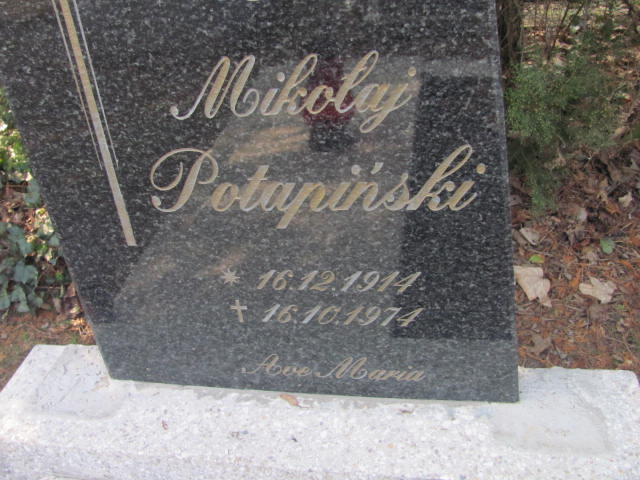 Mikołaj
Potapiński
* 16.12.1914
† 16.10.1974
Ave Maria